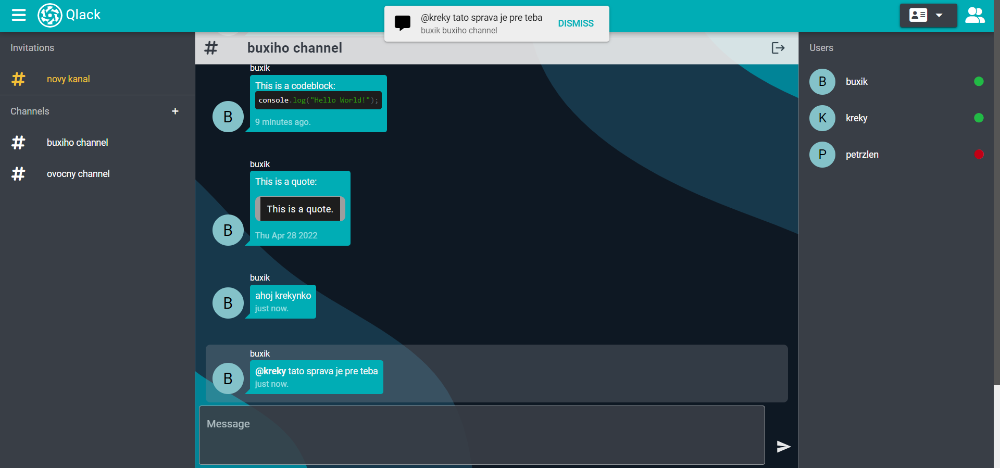 Qlack
@kreky tato sprava je pre teba
buxik buxiho channel
DISMISS
Invitations
novy kanal
Channels
+
buxiho channel
ovocny channel
# buxiho channel
buxik
This is a codeblock:
console.log("Hello World!");
9 minutes ago.
B
buxik
This is a quote:
This is a quote.
Thu Apr 28 2022
B
buxik
ahoj krekynko
just now.
B
buxik
@kreky tato sprava je pre teba
just now.
B
Message
Users
B buxik
K kreky
P petrzlen